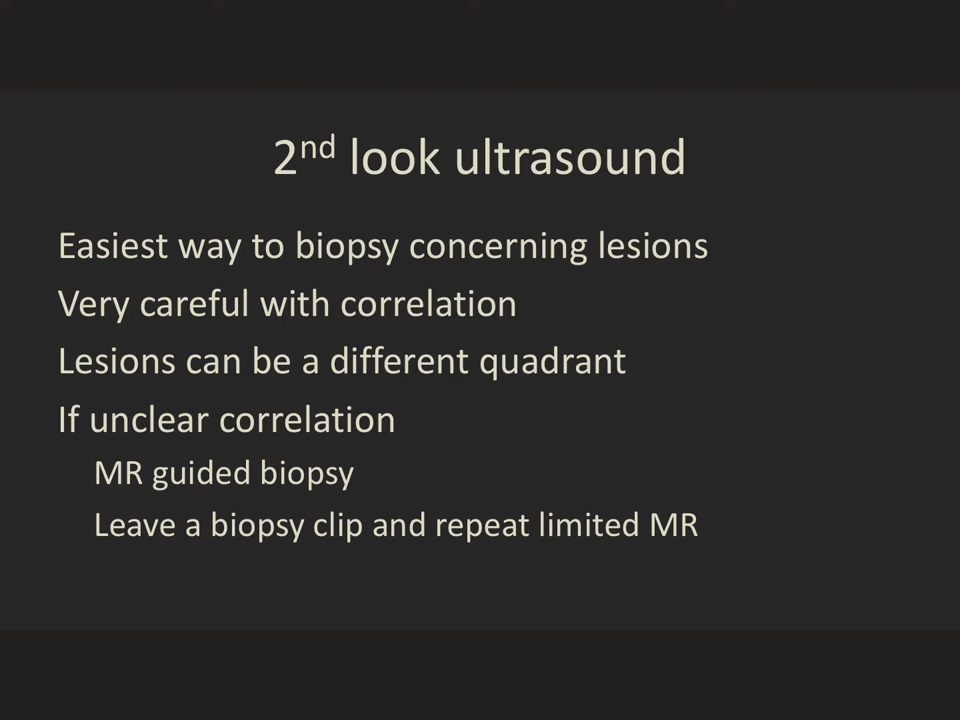 2nd look ultrasound
Easiest way to biopsy concerning lesions
Very careful with correlation
Lesions can be a different quadrant
If unclear correlation
MR guided biopsy
Leave a biopsy clip and repeat limited MR